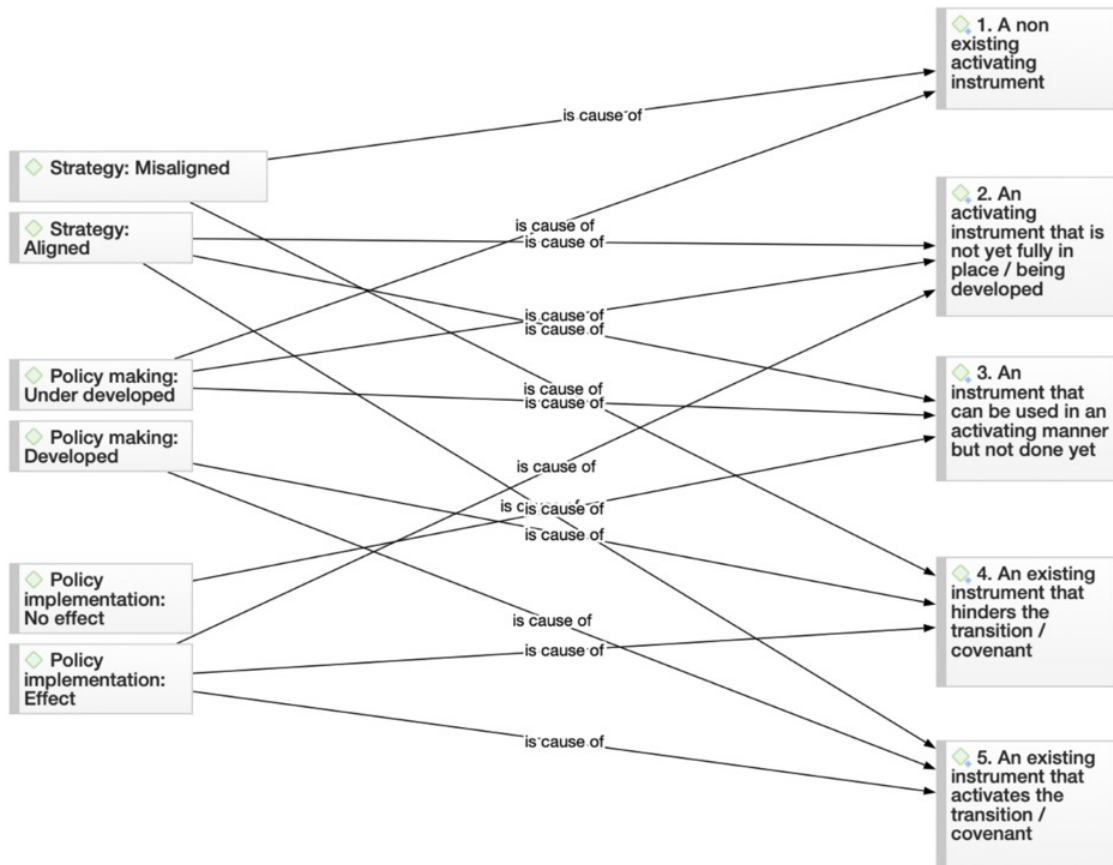 Strategy: Misaligned
Strategy:
Aligned
Policy making:
Under developed
Policy making:
Developed
Policy
implementation:
No effect
Policy
implementation:
Effect
is cause of
is cause of
is cause of
is cause of
is cause of
is cause of
is cause of
is cause of
is cause of
is cause of
is cause of
is cause of
is cause of
1. A non
existing
activating
instrument
2. An
activating
instrument that is
not yet fully in
place / being
developed
3. An
instrument that
can be used in an
activating manner
but not done yet
4. An existing
instrument that
hinders the
transition /
covenant
5. An existing
instrument that
activates the
transition /
covenant